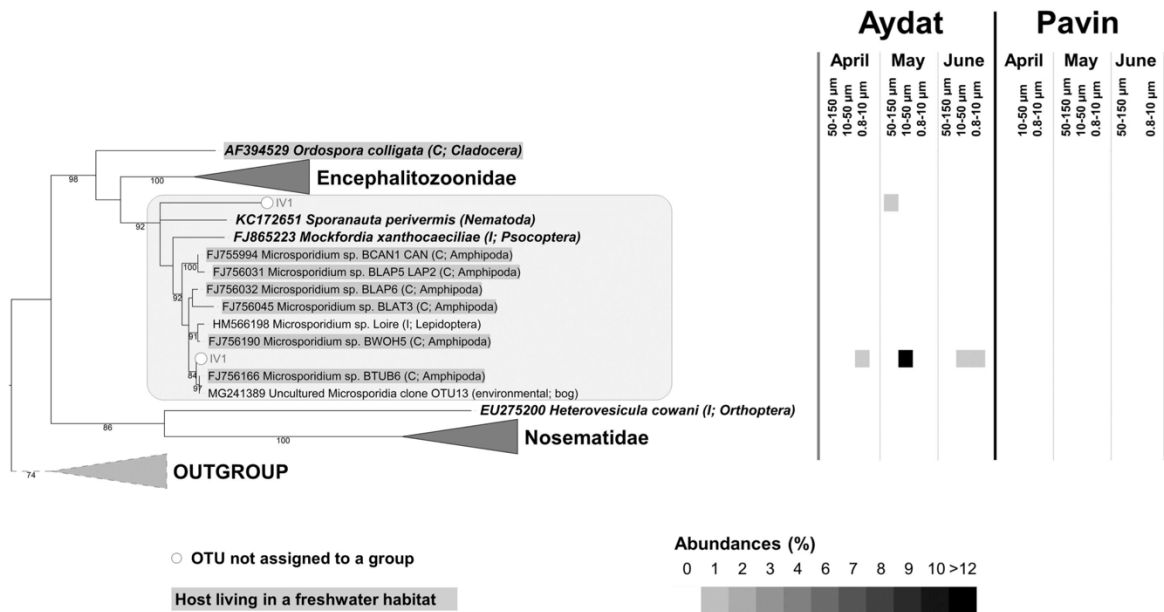 Aydat Pavin
April May June April May June
50-150 µm 10-50 µm 0.8-10 µm 50-150 µm 10-50 µm 0.8-10 µm 50-150 µm 10-50 µm 0.8-10 µm 10-50 µm 0.8-10 µm 50-150 µm 10-50 µm 0.8-10 µm 50-150 µm 0.8-10 µm
AF394529 Ordospora colligata (C; Cladocera)
98
100
Encephalitozoonidae
IV1
92
KC172651 Sporanauta perivermis (Nematoda)
FJ865223 Mockfordia xanthocaeciliae (I; Psocoptera)
FJ755994 Microsporidium sp. BCAN1 CAN (C; Amphipoda)
100
FJ756031 Microsporidium sp. BLAP5 LAP2 (C; Amphipoda)
FJ756032 Microsporidium sp. BLAP6 (C; Amphipoda)
92
FJ756045 Microsporidium sp. BLAT3 (C; Amphipoda)
HM566198 Microsporidium sp. Loire (I; Lepidoptera)
91
FJ756190 Microsporidium sp. BWOH5 (C; Amphipoda)
IV1
84
FJ756166 Microsporidium sp. BTUB6 (C; Amphipoda)
97
MG241389 Uncultured Microsporidia clone OTU13 (environmental; bog)
EU275200 Heterovesicula cowani (I; Orthoptera)
86
100
Nosematidae
74
OUTGROUP
OTU not assigned to a group
Host living in a freshwater habitat
Abundances (%)
0 1 2 3 4 6 7 8 9 10 >12